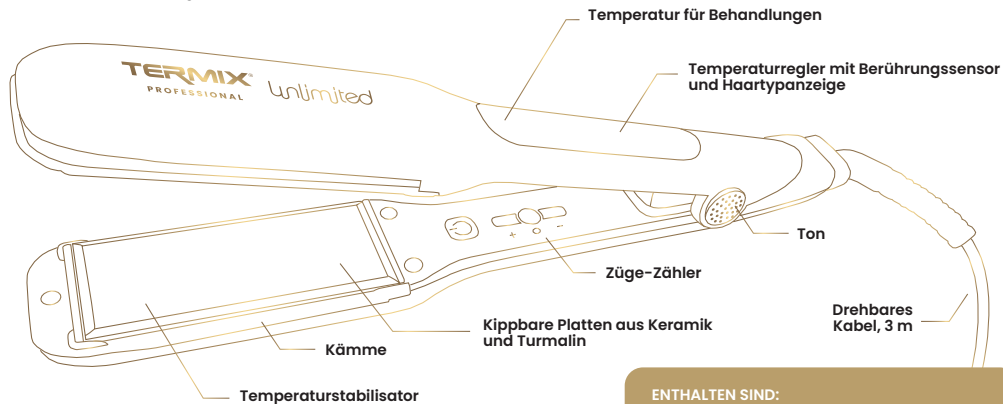 Temperatur für Behandlungen
Temperaturregler mit Berührungssensor
und Haartypanzeige
TERMIX®
PROFESSIONAL
Unlimited
Ton
+ o -
Züge-Zähler
Drehbares
Kabel, 3 m
Kippbare Platten aus Keramik
und Turmalin
Kämme
Temperaturstabilisator
ENTHALTEN SIND: